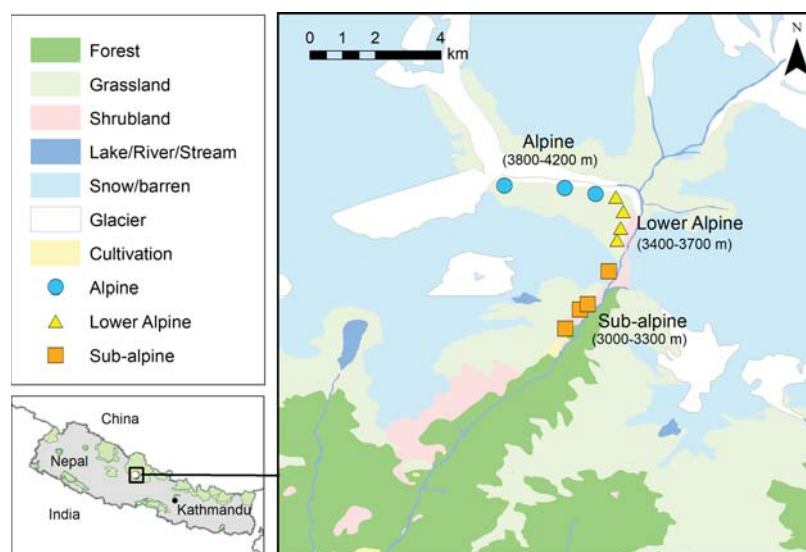 Forest
Grassland
Shrubland
Lake/River/Stream
Snow/barren
Glacier
Cultivation
Alpine
Lower Alpine
Sub-alpine
China
Nepal
India
Kathmandu
0 1 2 4
km
N
Alpine
(3800-4200 m)
Lower Alpine
(3400-3700 m)
Sub-alpine
(3000-3300 m)